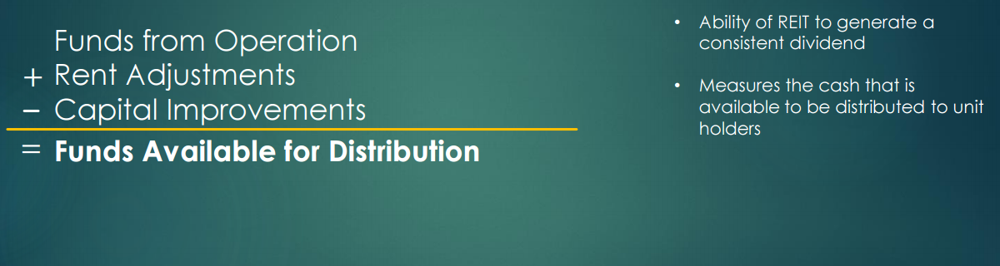 Funds from Operation
+ Rent Adjustments
– Capital Improvements
= Funds Available for Distribution
• Ability of REIT to generate a
consistent dividend
• Measures the cash that is
available to be distributed to unit
holders